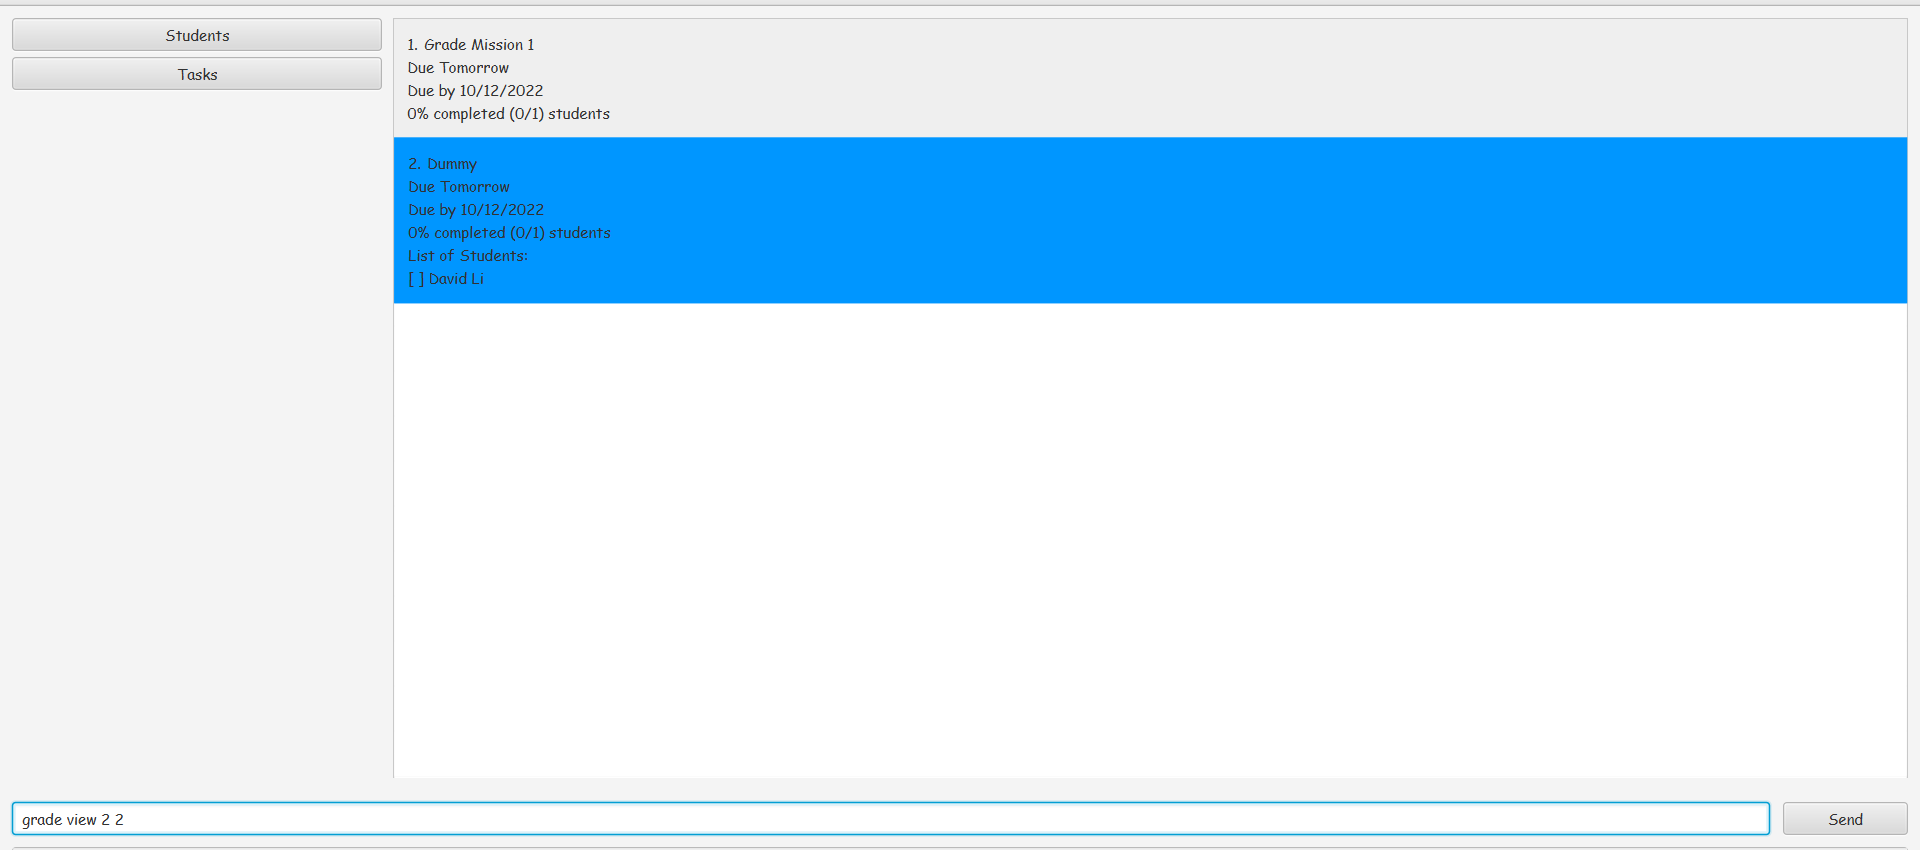 Students
Tasks
1. Grade Mission 1
Due Tomorrow
Due by 10/12/2022
0% completed (0/1) students
2. Dummy
Due Tomorrow
Due by 10/12/2022
0% completed (0/1) students
List of Students:
[ ] David Li
grade view 2 2
Send